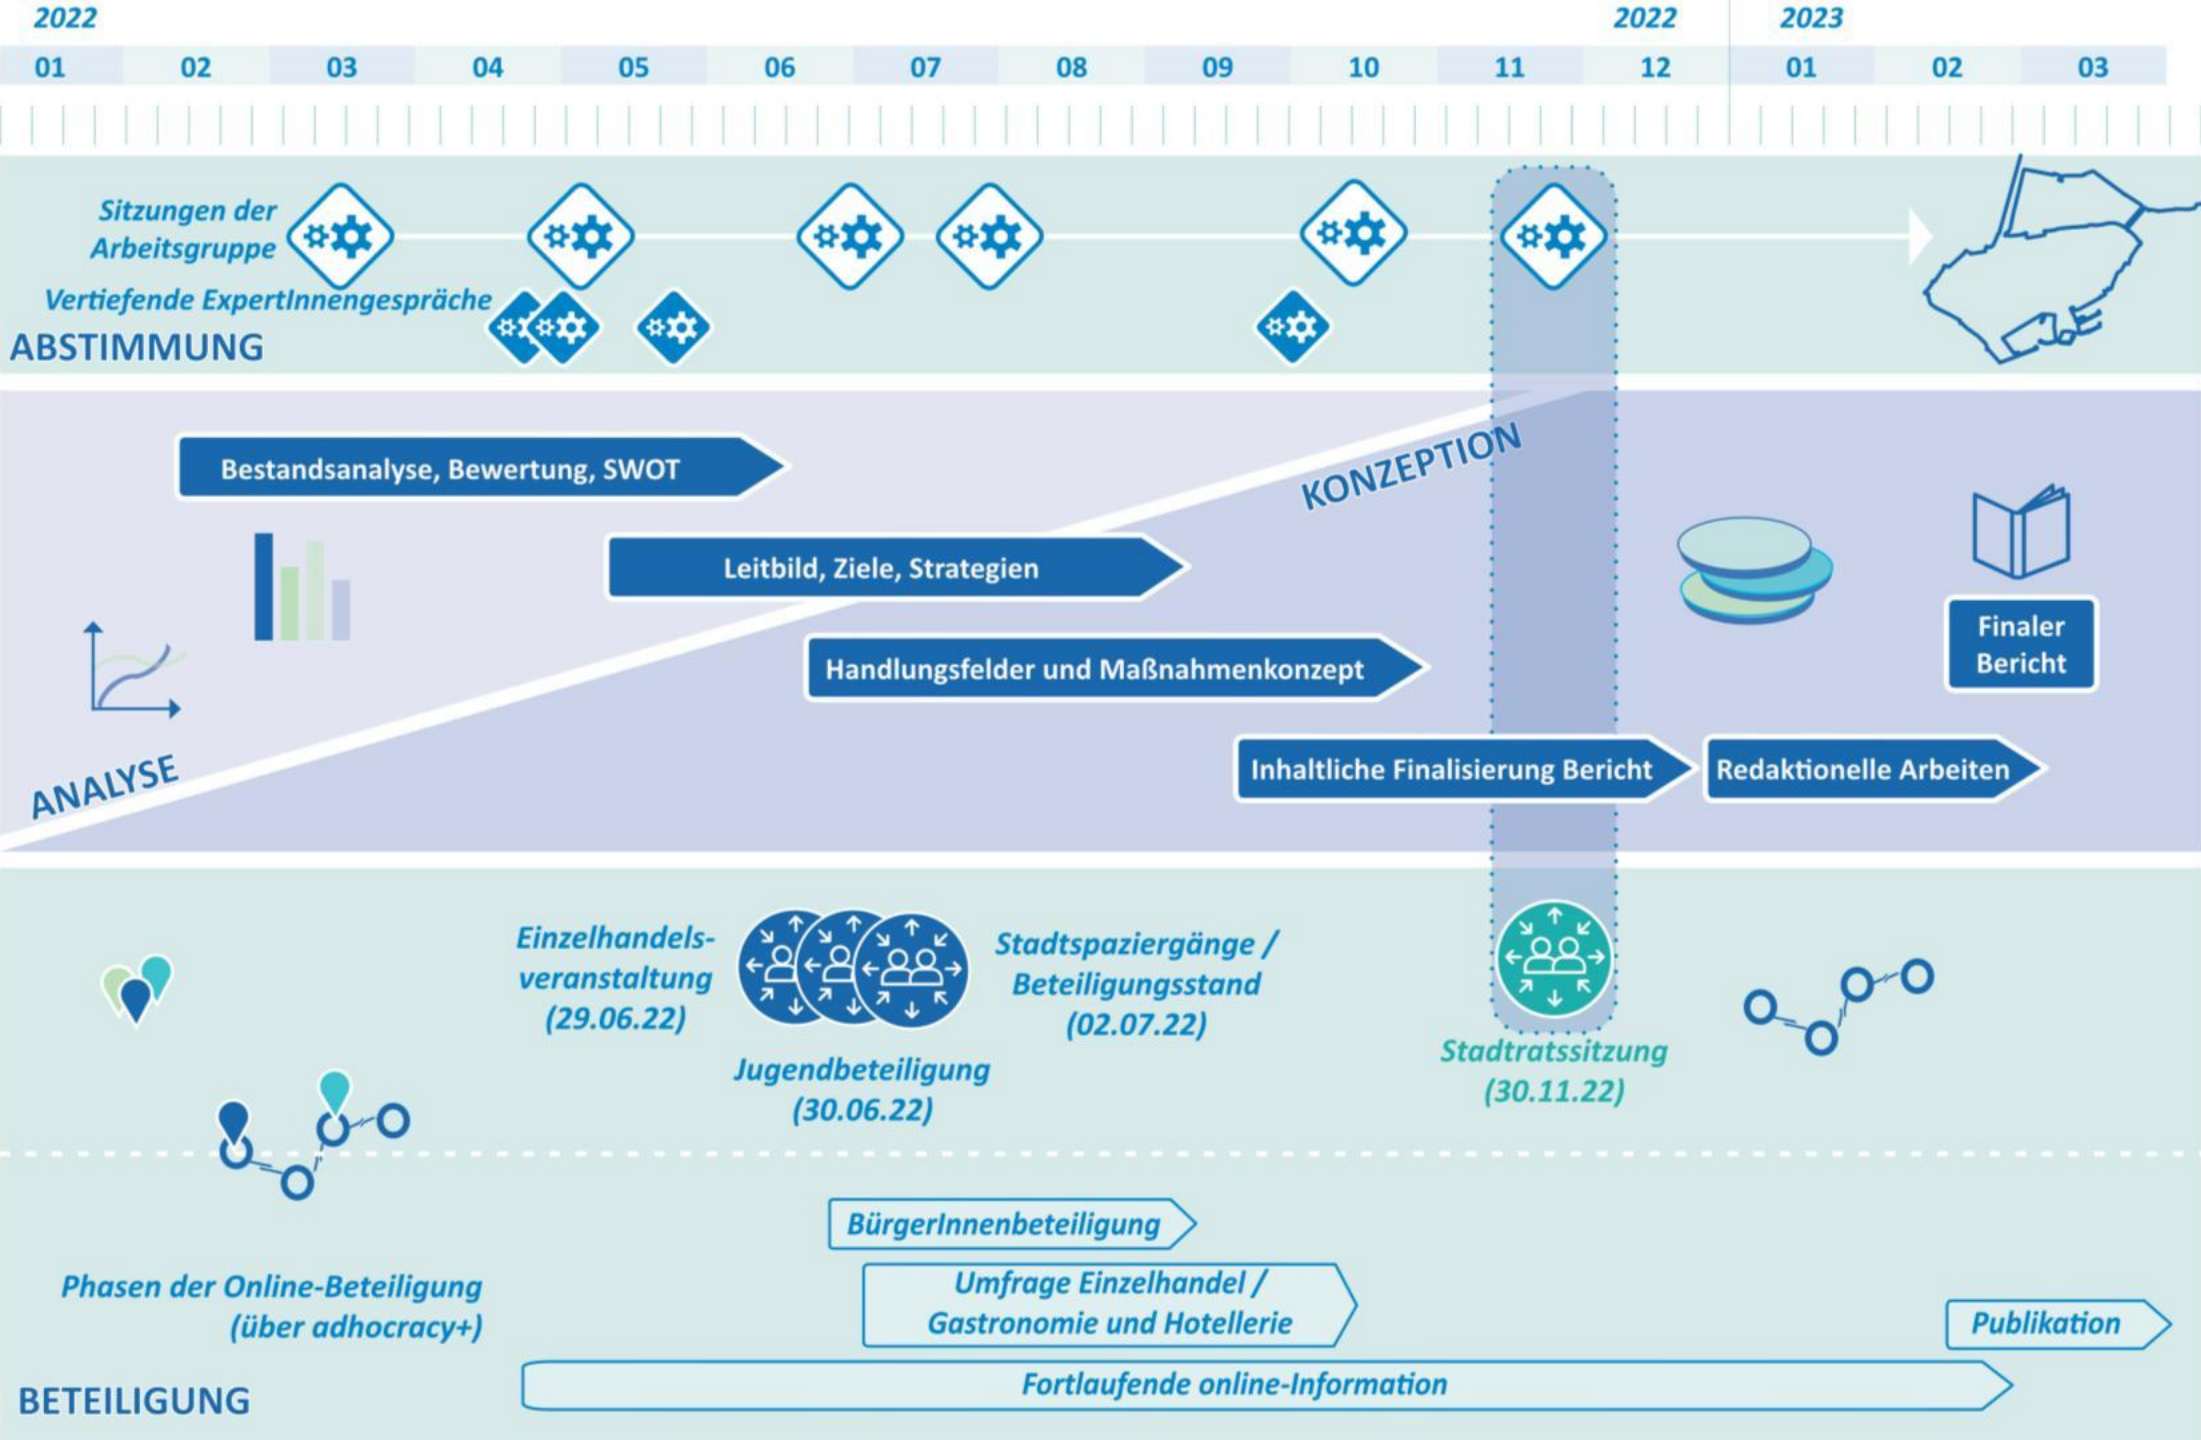 2022 2022 2023
01 02 03 04 05 06 07 08 09 10 11 12 01 02 03
Sitzungen der
Arbeitsgruppe
Vertiefende ExpertInnengespräche
ABSTIMMUNG
KONZEPTION
Bestandsanalyse, Bewertung, SWOT
Leitbild, Ziele, Strategien
Handlungsfelder und Maßnahmenkonzept
Finaler
Bericht
Inhaltliche Finalisierung Bericht
Redaktionelle Arbeiten
ANALYSE
Einzelhandels-
veranstaltung
(29.06.22)
Jugendbeteiligung
(30.06.22)
Stadtspaziergänge /
Beteiligungsstand
(02.07.22)
Stadtratssitzung
(30.11.22)
BürgerInnenbeteiligung
Phasen der Online-Beteiligung
(über adhocracy+)
Umfrage Einzelhandel /
Gastronomie und Hotellerie
Publikation
Fortlaufende online-Information
BETEILIGUNG